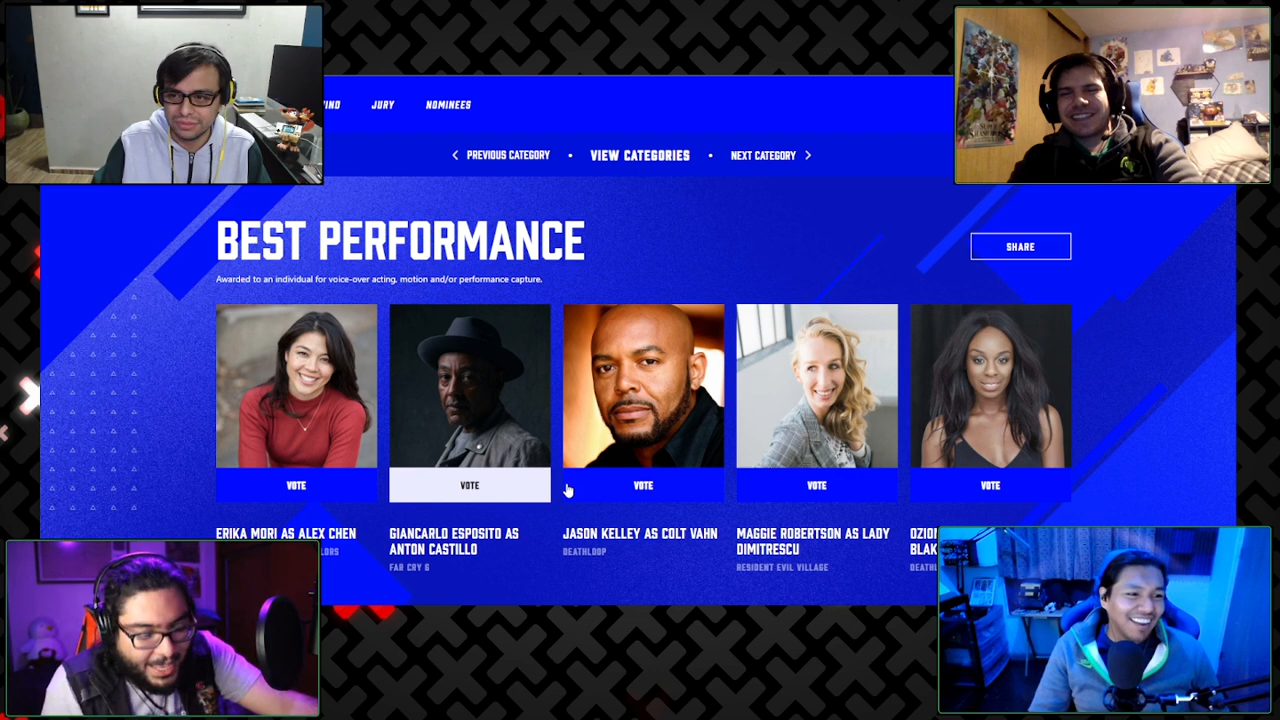 JURY
NOMINEES
PREVIOUS CATEGORY
VIEW CATEGORIES
NEXT CATEGORY
BEST PERFORMANCE
SHARE
Awarded to an individual for voice-over acting, motion and/or performance capture.
VOTE
VOTE
VOTE
VOTE
VOTE
ERIKA MORI AS ALEX CHEN
GIANCARLO ESPOSITO AS
ANTON CASTILLO
FAR CRY 6
JASON KELLEY AS COLT VAHN
DEATHLOOP
MAGGIE ROBERTSON AS LADY
DIMITRESCU
RESIDENT EVIL VILLAGE